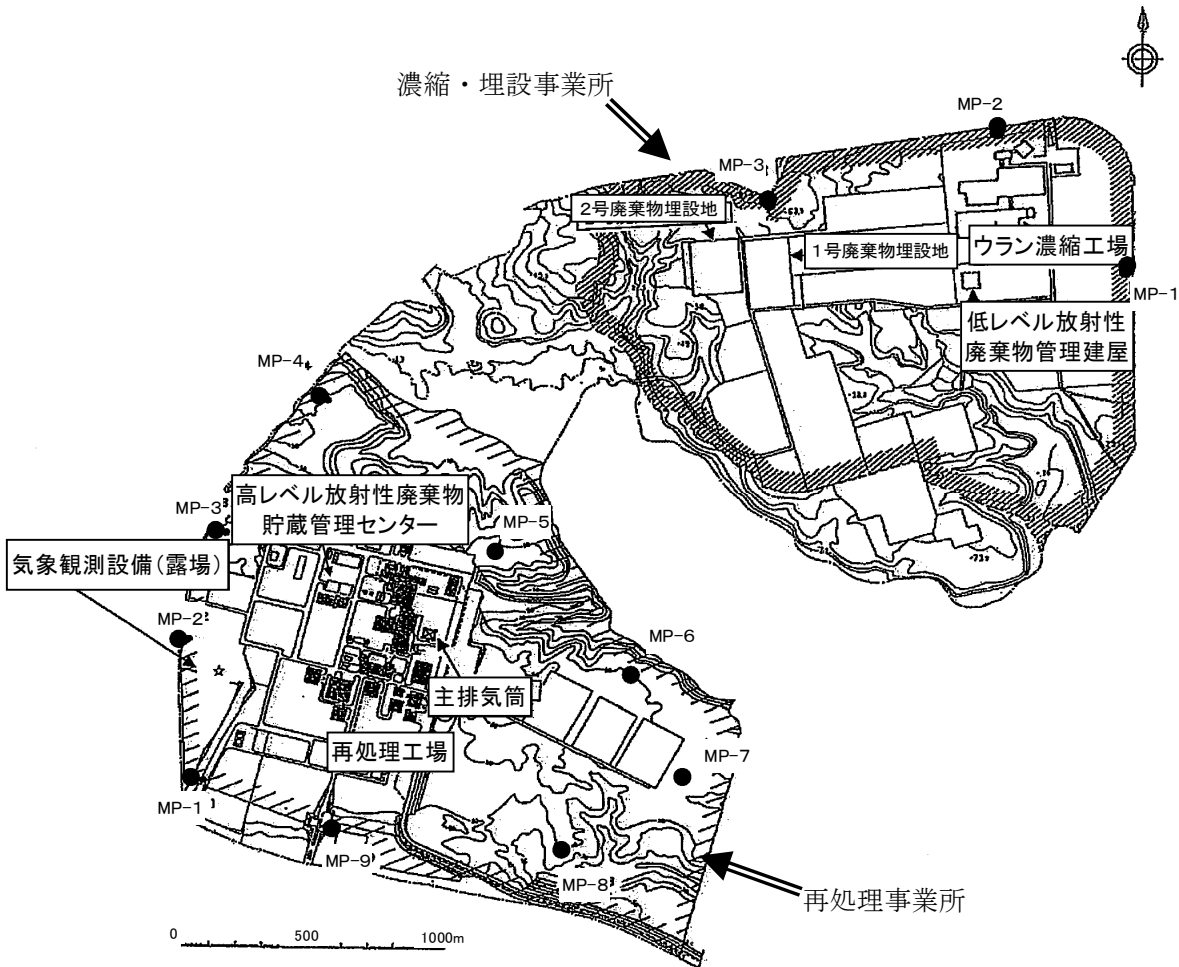 濃縮・埋設事業所
MP-2
MP-3
2号廃棄物埋設地
1号廃棄物埋設地
ウラン濃縮工場
MP-1
低レベル放射性
廃棄物管理建屋
MP-4
高レベル放射性廃棄物
貯蔵管理センター
MP-3
MP-5
気象観測設備(露場)
MP-2
MP-6
主排気筒
再処理工場
MP-7
MP-1
MP-9
MP-8
再処理事業所
0 500 1000m